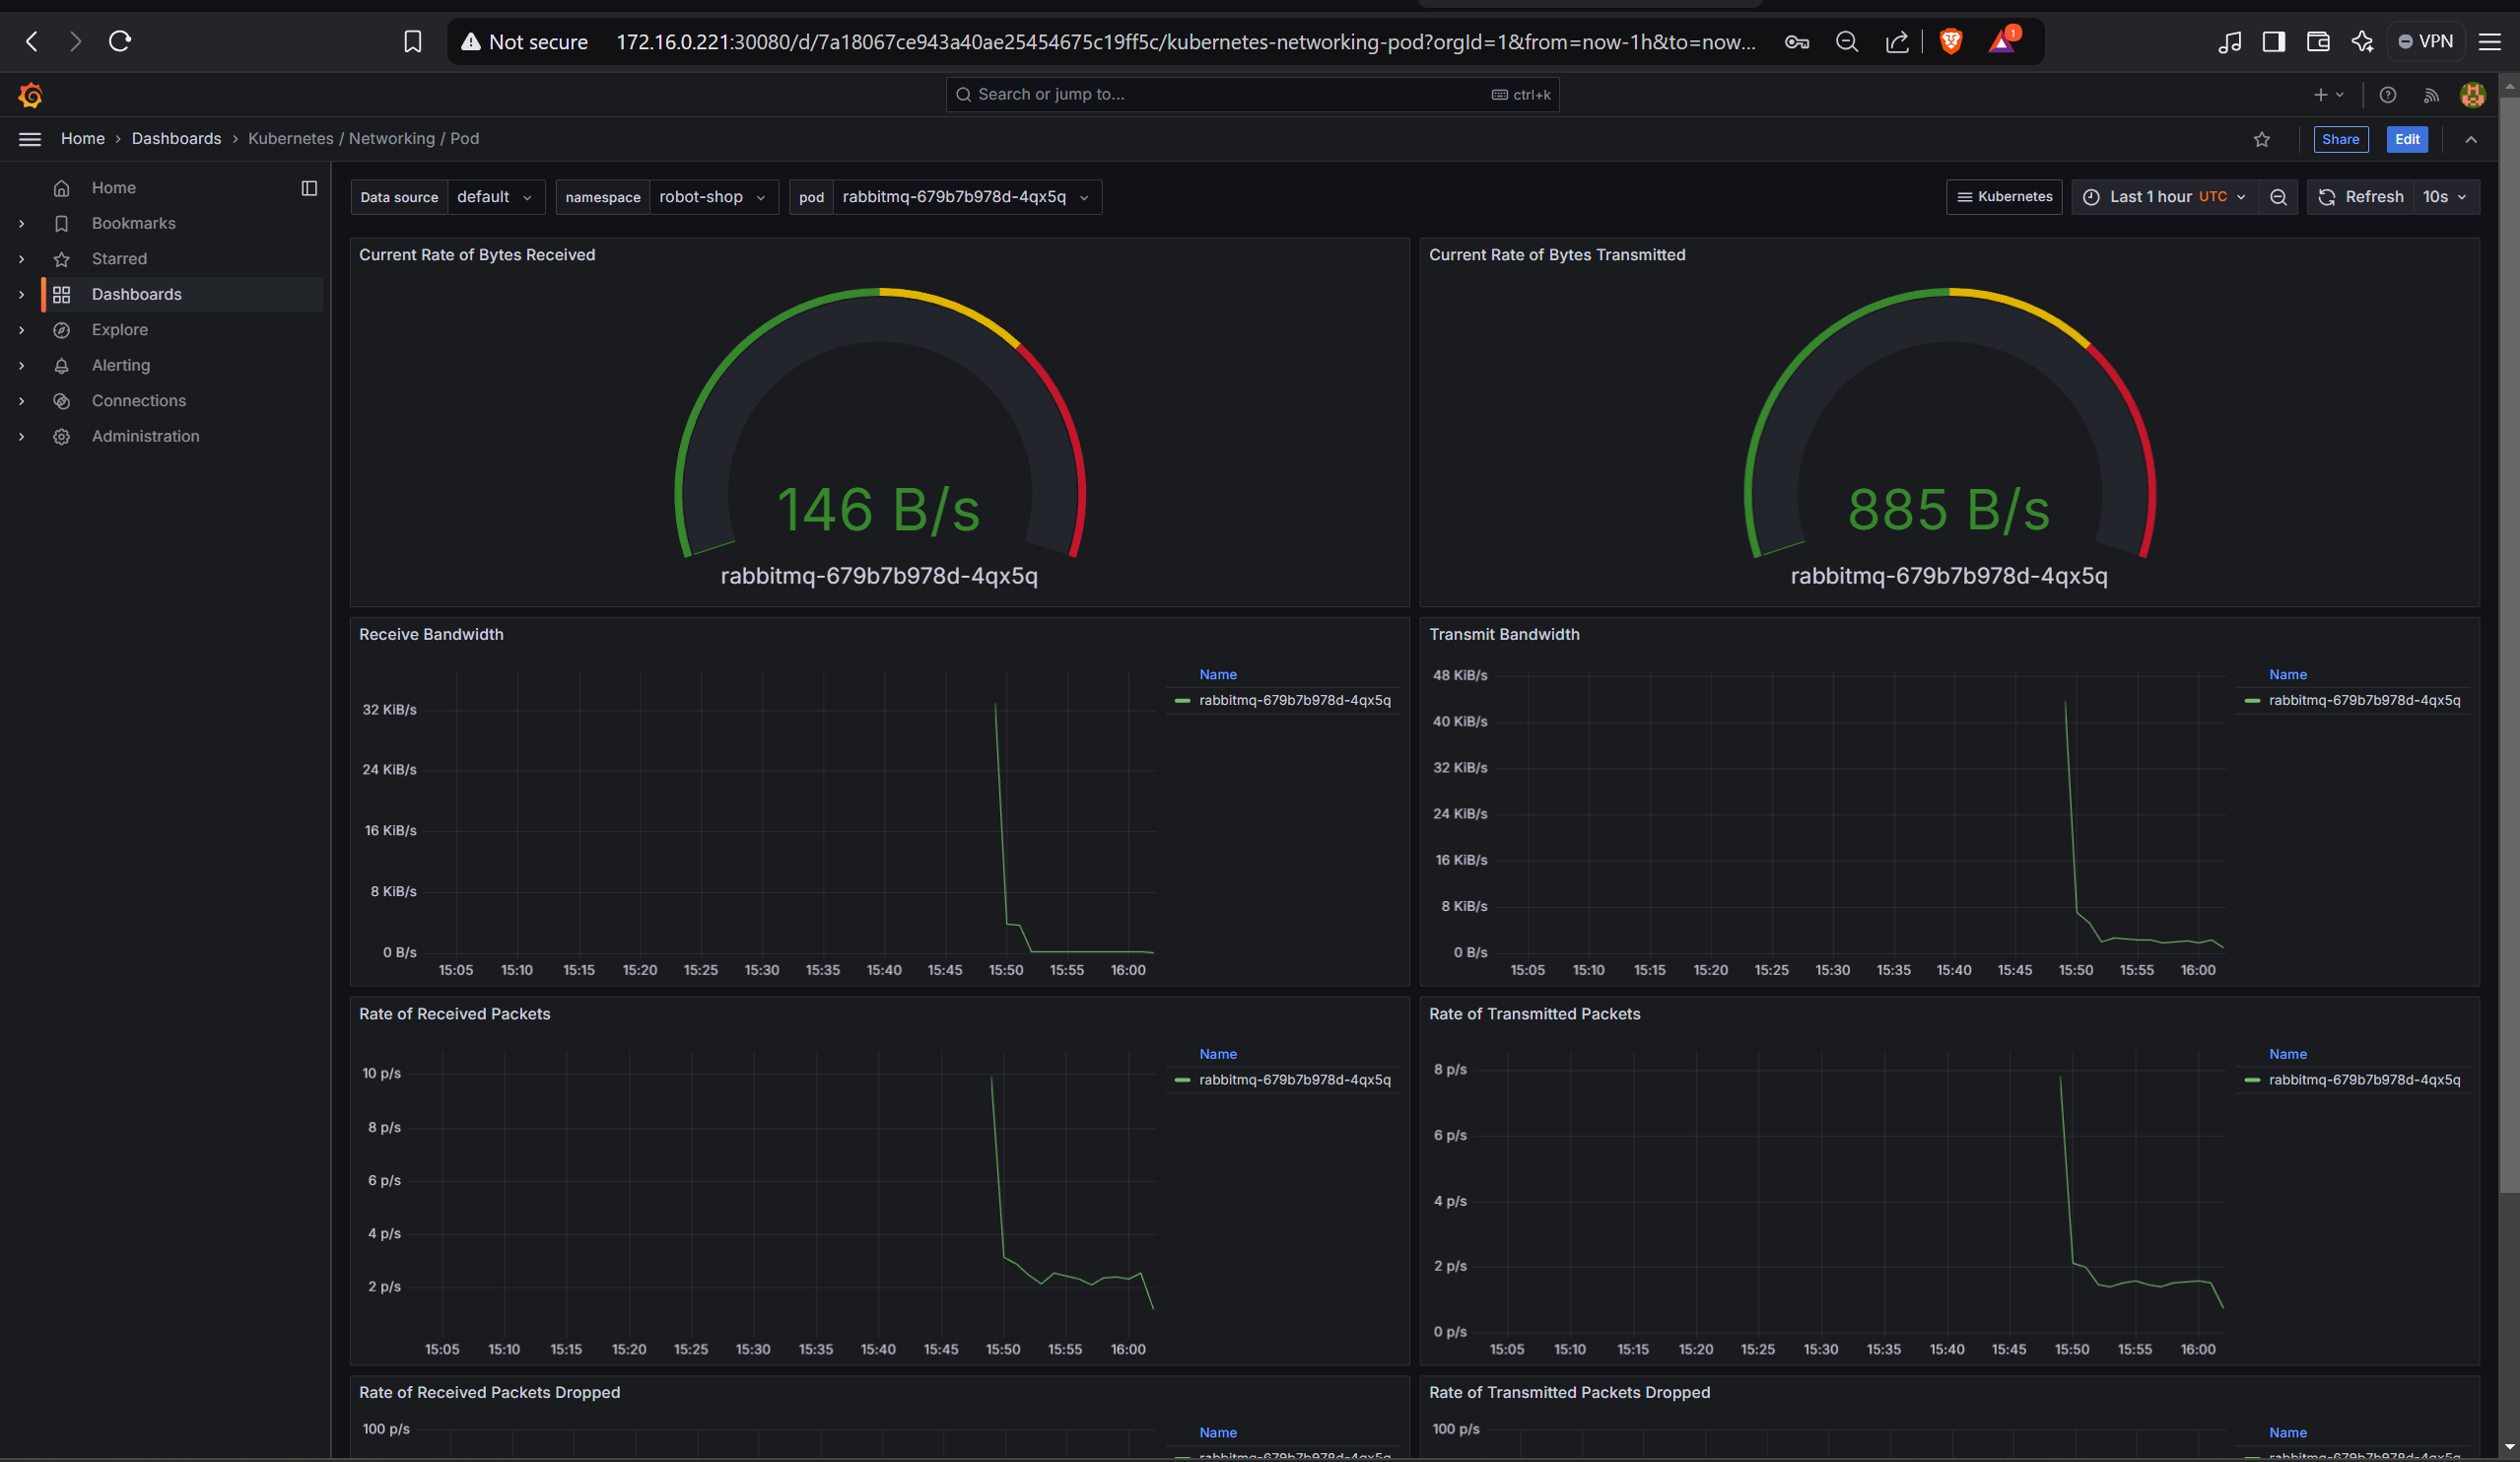 Not secure 172.16.0.221:30080/d/7a18067ce943a40ae25454675c19ff5c/kubernetes-networking-pod?orgId=1&from=now-1h&to=now... 1 VPN
Search or jump to... ctrl+k
Home › Dashboards › Kubernetes / Networking / Pod
Share Edit
Home
Bookmarks
Starred
Dashboards
Explore
Alerting
Connections
Administration
Data source default namespace robot-shop pod rabbitmq-679b7b978d-4qx5q
Kubernetes Last 1 hour UTC Refresh 10s
Current Rate of Bytes Received
146 B/s
rabbitmq-679b7b978d-4qx5q
Current Rate of Bytes Transmitted
885 B/s
rabbitmq-679b7b978d-4qx5q
Receive Bandwidth
32 KiB/s
24 KiB/s
16 KiB/s
8 KiB/s
0 B/s
15:05 15:10 15:15 15:20 15:25 15:30 15:35 15:40 15:45 15:50 15:55 16:00
Name
rabbitmq-679b7b978d-4qx5q
Transmit Bandwidth
48 KiB/s
40 KiB/s
32 KiB/s
24 KiB/s
16 KiB/s
8 KiB/s
0 B/s
15:05 15:10 15:15 15:20 15:25 15:30 15:35 15:40 15:45 15:50 15:55 16:00
Name
rabbitmq-679b7b978d-4qx5q
Rate of Received Packets
10 p/s
8 p/s
6 p/s
4 p/s
2 p/s
15:05 15:10 15:15 15:20 15:25 15:30 15:35 15:40 15:45 15:50 15:55 16:00
Name
rabbitmq-679b7b978d-4qx5q
Rate of Transmitted Packets
8 p/s
6 p/s
4 p/s
2 p/s
0 p/s
15:05 15:10 15:15 15:20 15:25 15:30 15:35 15:40 15:45 15:50 15:55 16:00
Name
rabbitmq-679b7b978d-4qx5q
Rate of Received Packets Dropped
100 p/s
Name
rabbitmq-679b7b978d-4qx5q
Rate of Transmitted Packets Dropped
100 p/s
Name
rabbitmq-679b7b978d-4qx5q